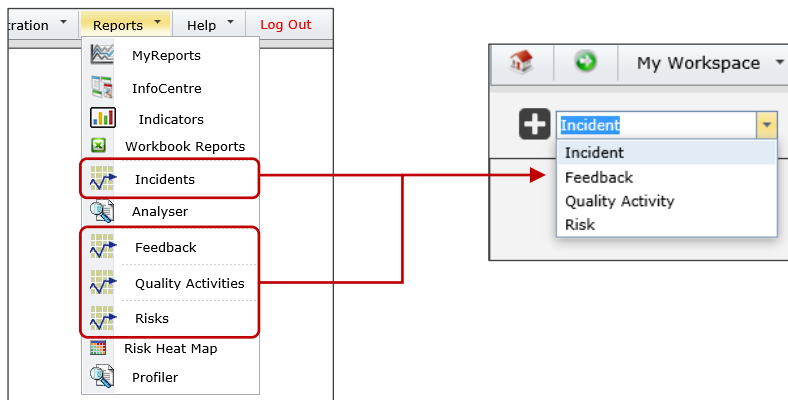 tration Reports Help Log Out
MyReports
InfoCentre
Indicators
Workbook Reports
Incidents
Analyser
Feedback
Quality Activities
Risks
Risk Heat Map
Profiler
My Workspace
Incident
Incident
Feedback
Quality Activity
Risk